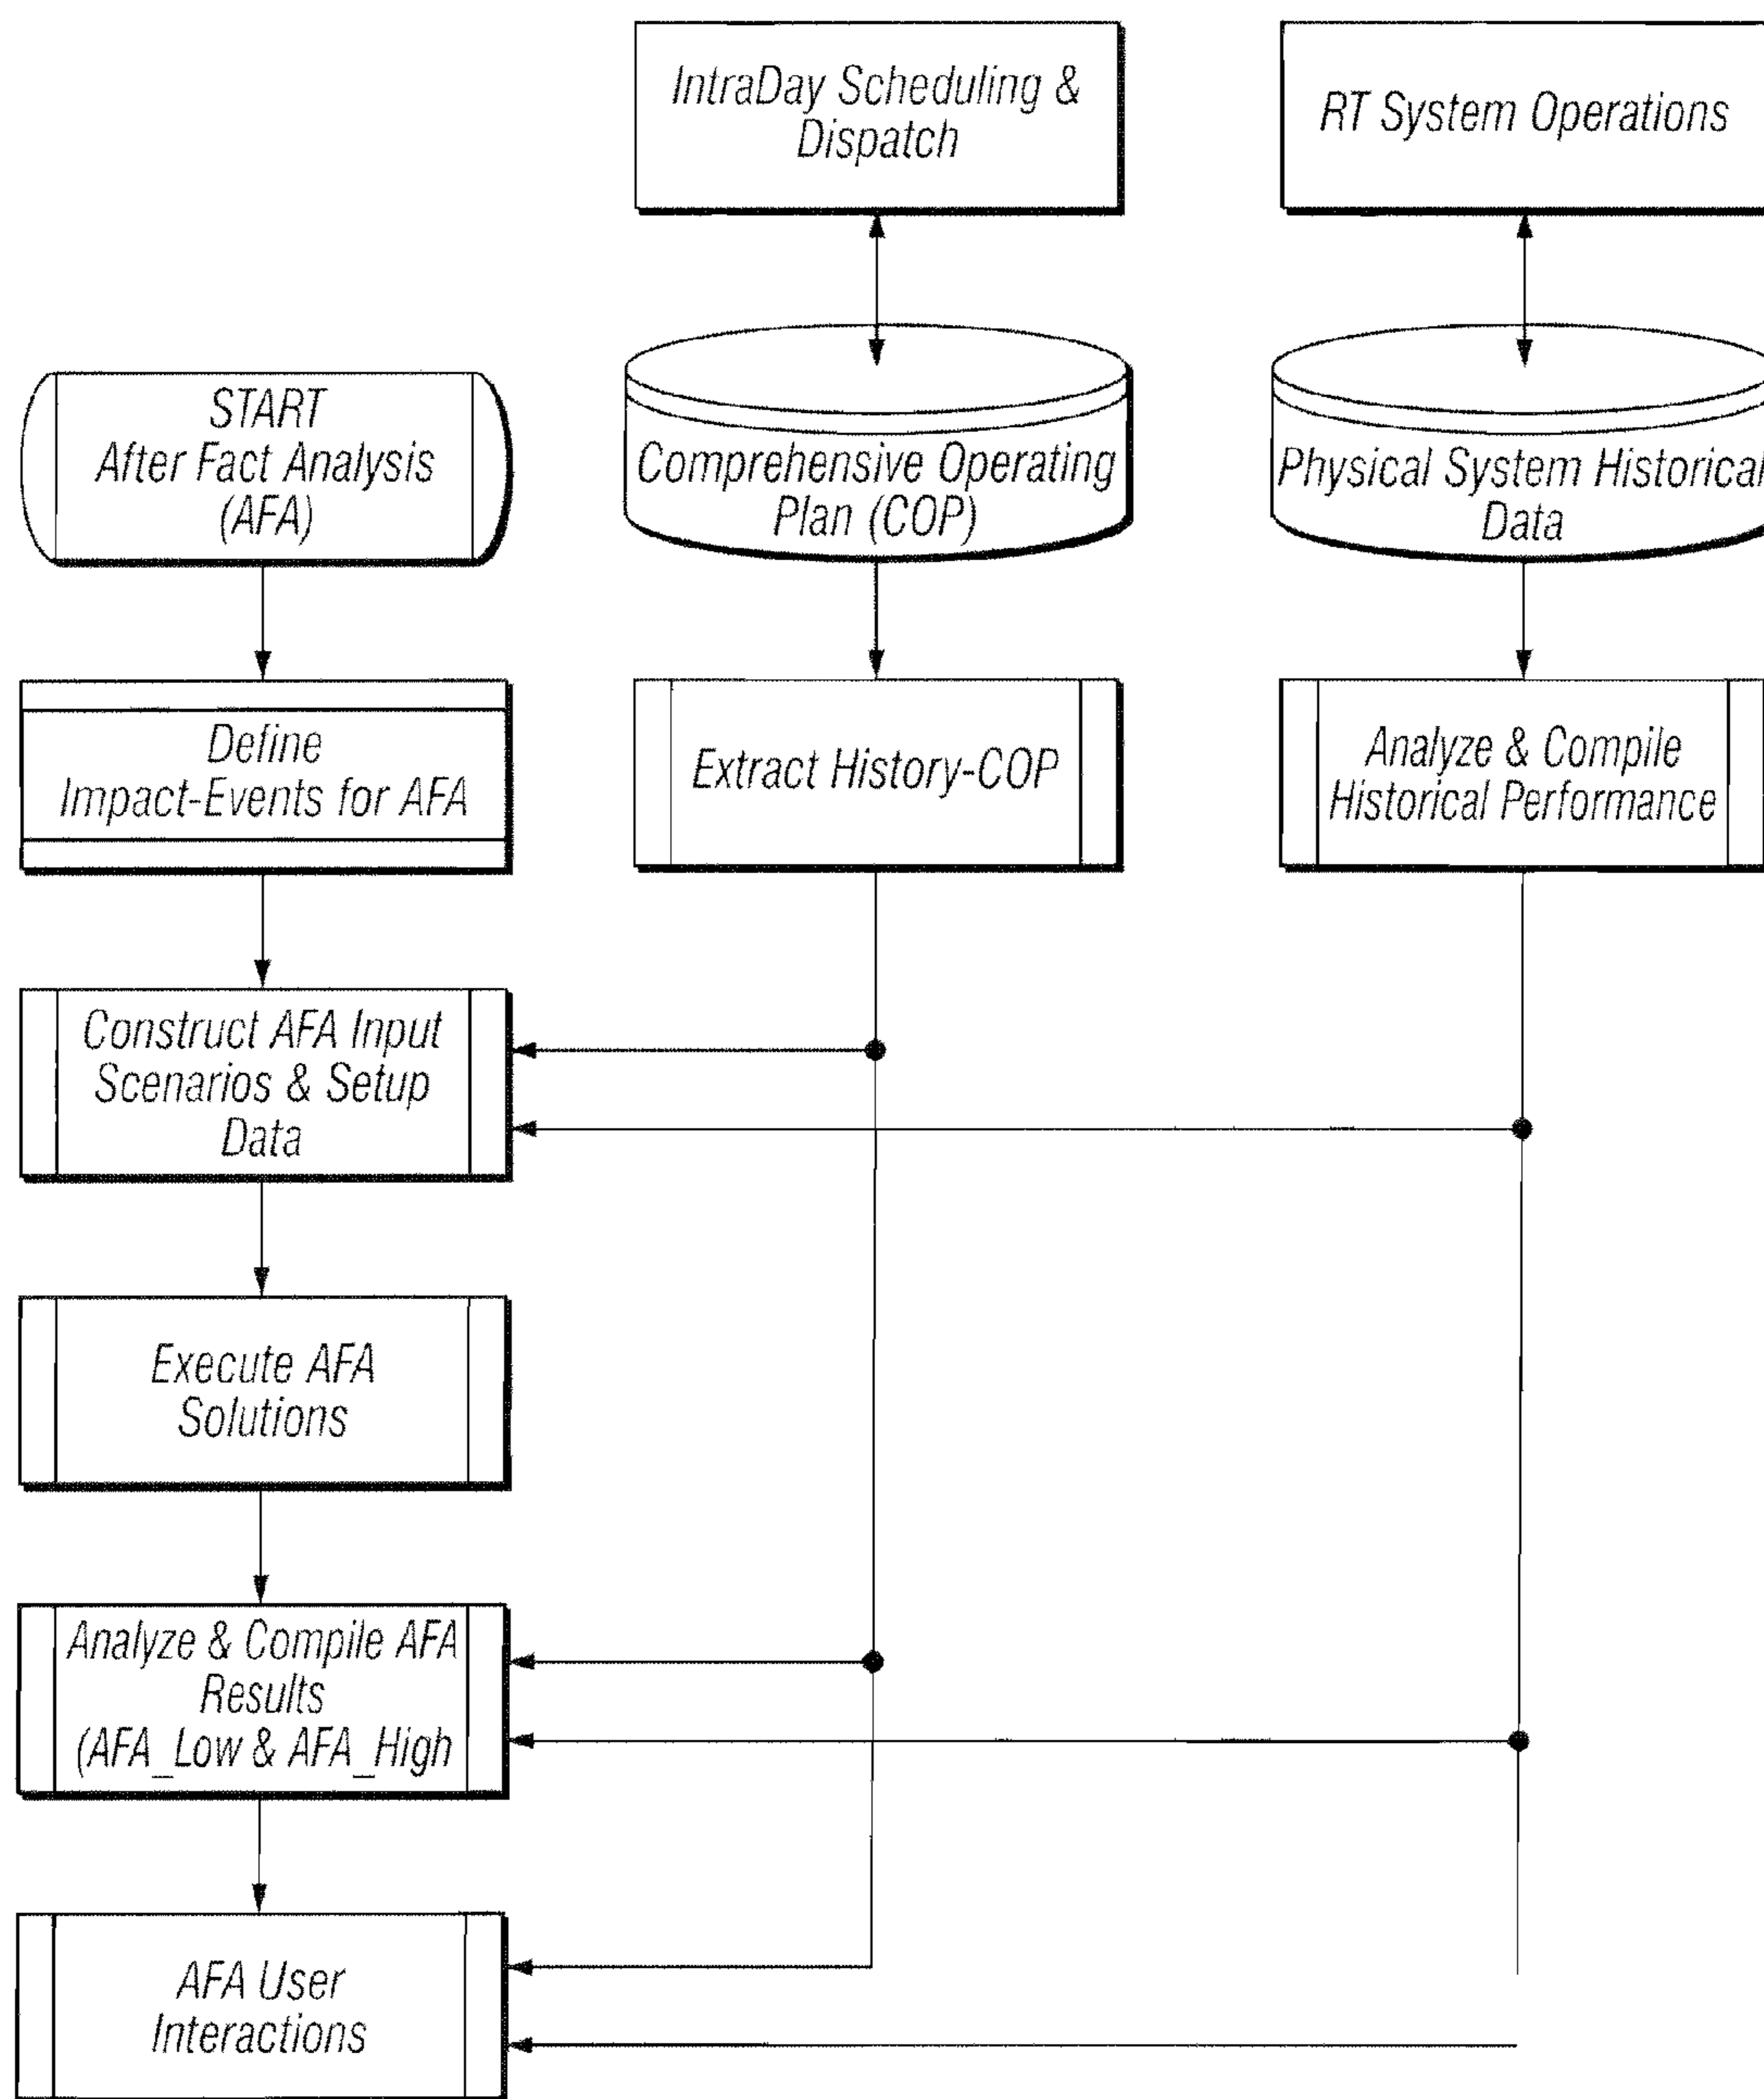 IntraDay Scheduling &
Dispatch
RT System Operations
START
After Fact Analysis
(AFA)
Comprehensive Operating
Plan (COP)
Physical System Historical
Data
Define
Impact-Events for AFA
Extract History-COP
Analyze & Compile
Historical Performance
Construct AFA Input
Scenarios & Setup
Data
Execute AFA
Solutions
Analyze & Compile AFA
Results
(AFA_Low & AFA_High
AFA User
Interactions